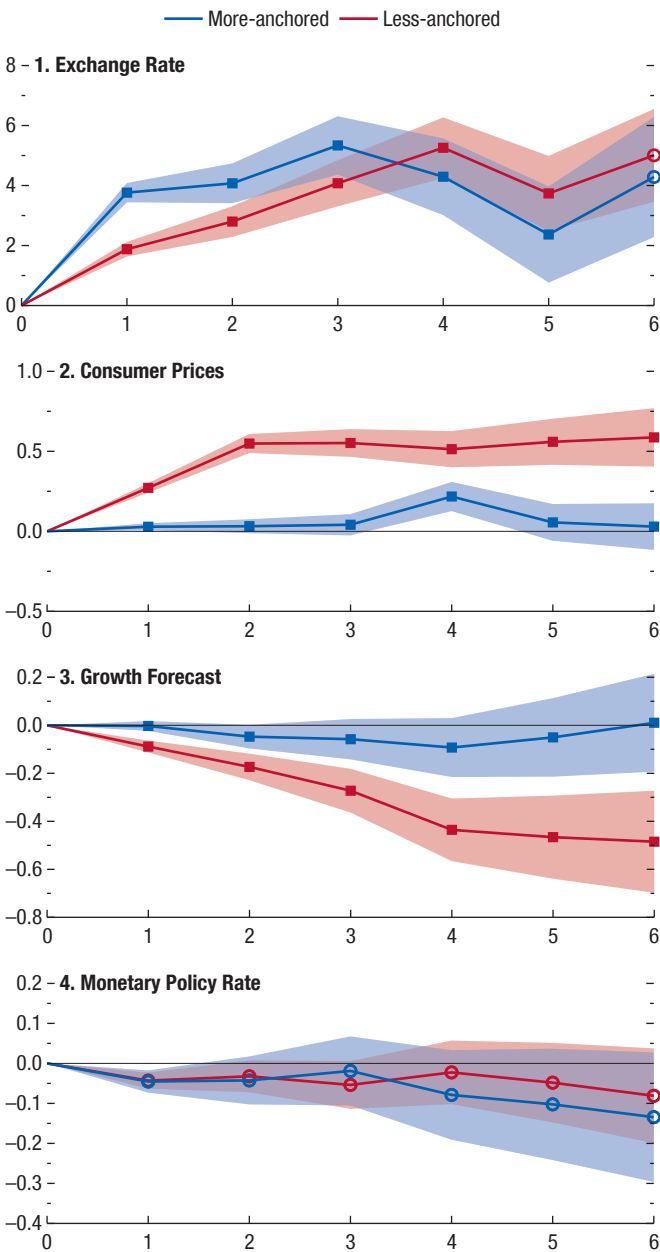 More-anchored Less-anchored
8 1. Exchange Rate
6
4
2
0
0 1 2 3 4 5 6
1.0 2. Consumer Prices
0.5
0.0
–0.5
0 1 2 3 4 5 6
0.2 3. Growth Forecast
0.0
–0.2
–0.4
–0.6
–0.8
0 1 2 3 4 5 6
0.2 4. Monetary Policy Rate
0.1
0.0
–0.1
–0.2
–0.3
–0.4
0 1 2 3 4 5 6